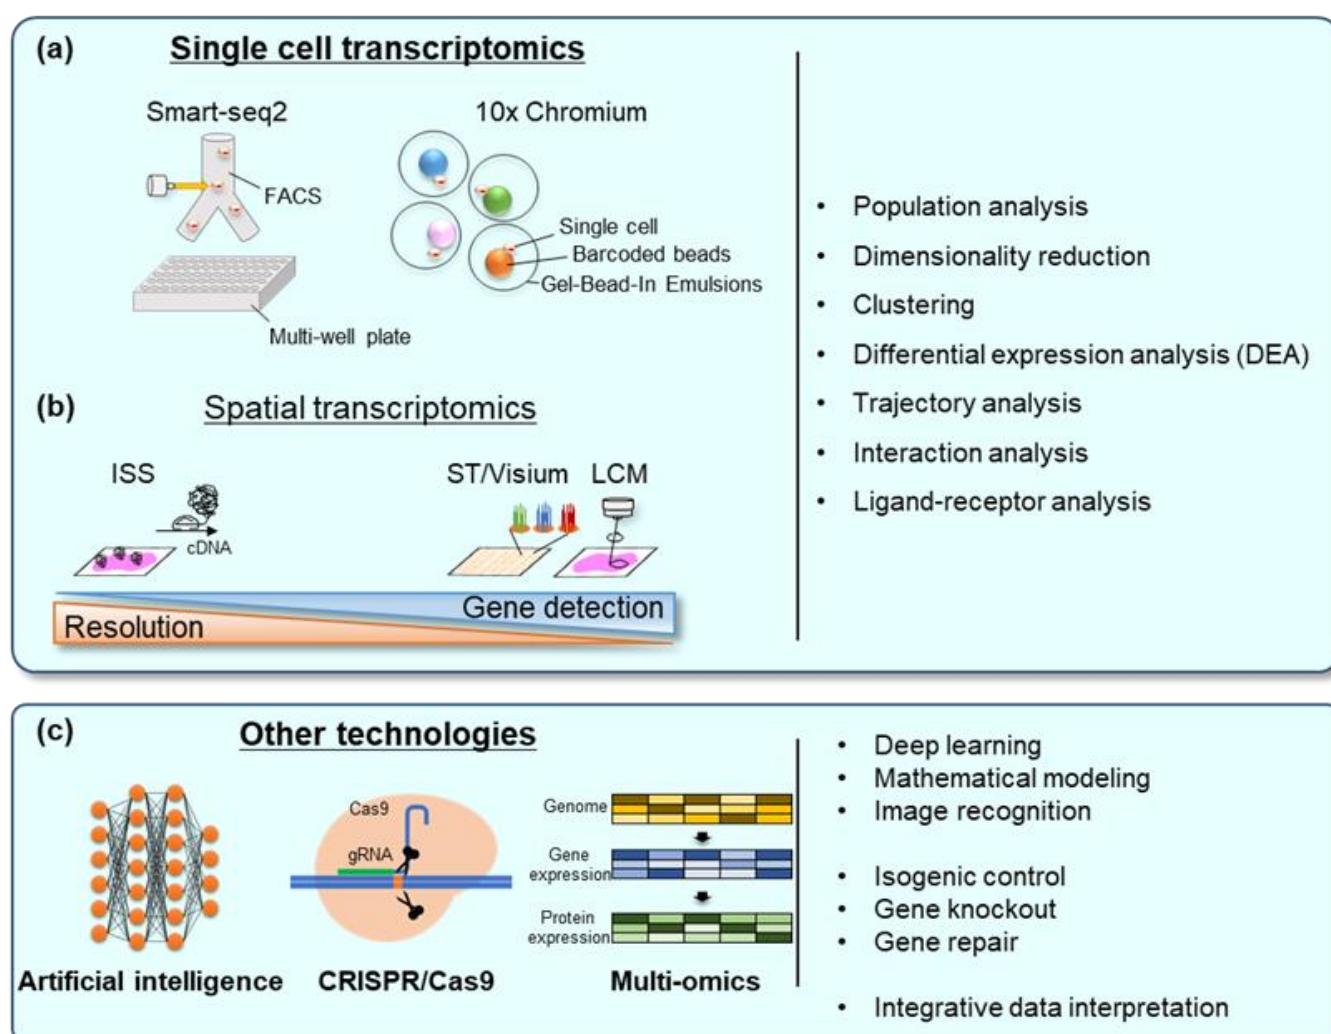 (a)
Single cell transcriptomics
Smart-seq2
FACS
Multi-well plate
10x Chromium
Single cell
Barcoded beads
Gel-Bead-In Emulsions
(b)
Spatial transcriptomics
ISS
cDNA
ST/Visium
LCM
Gene detection
Resolution
• Population analysis
• Dimensionality reduction
• Clustering
• Differential expression analysis (DEA)
• Trajectory analysis
• Interaction analysis
• Ligand-receptor analysis
(c)
Other technologies
Artificial intelligence
Cas9
gRNA
CRISPR/Cas9
Genome
Gene
expression
Protein
expression
Multi-omics
• Deep learning
• Mathematical modeling
• Image recognition
• Isogenic control
• Gene knockout
• Gene repair
• Integrative data interpretation